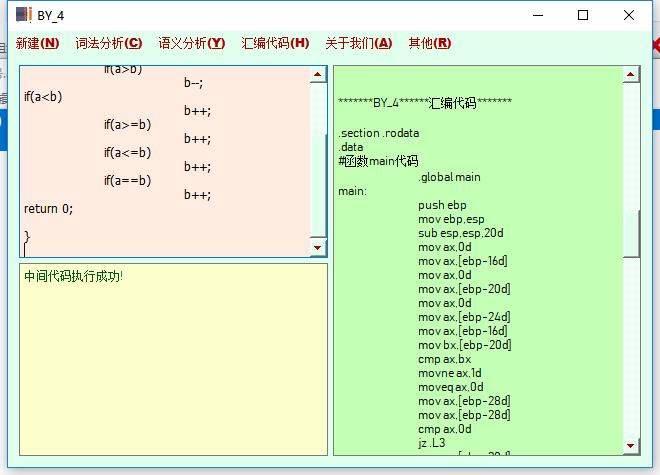 BY_4
新建(N) 词法分析(C) 语义分析(Y) 汇编代码(H) 关于我们(A) 其他(R)
if(a>b)
b--;
if(a<b)
b++;
if(a>=b)
b++;
if(a<=b)
b++;
if(a==b)
b++;
return 0;
}
中间代码执行成功!
*******BY_4******汇编代码*******
.section .rodata
.data
#函数main代码
.global main
main:
push ebp
mov ebp,esp
sub esp,esp,20d
mov ax,0d
mov ax,[ebp-16d]
mov ax,0d
mov ax,[ebp-20d]
mov ax,0d
mov ax,[ebp-24d]
mov ax,[ebp-16d]
mov bx,[ebp-20d]
cmp ax,bx
movne ax,1d
moveq ax,0d
mov ax,[ebp-28d]
mov ax,[ebp-28d]
cmp ax,0d
jz .L3